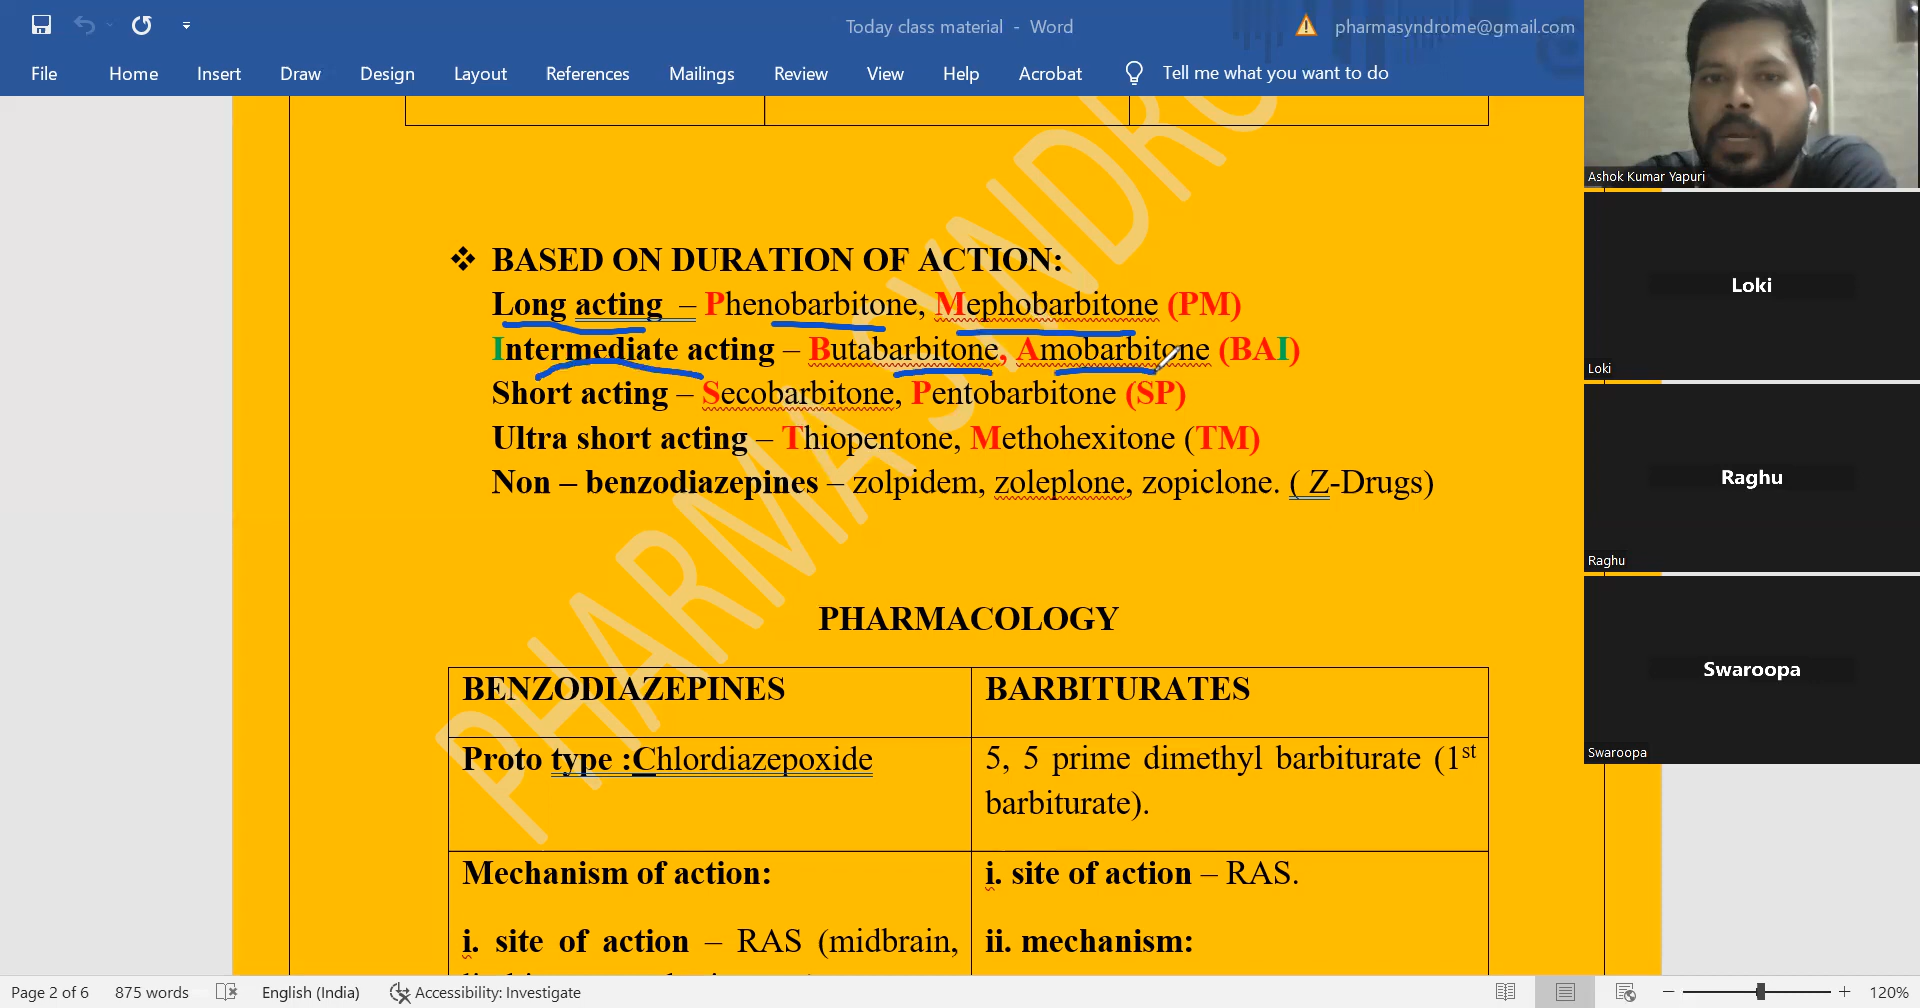 Today class material - Word
pharmasyndrome@gmail.com
File Home Insert Draw Design Layout References Mailings Review View Help Acrobat Tell me what you want to do
Ashok Kumar Yapuri
Loki
Loki
Raghu
Raghu
Swaroopa
Swaroopa
PHARMA SYNDRO
❖ BASED ON DURATION OF ACTION:
Long acting – Phenobarbitone, Mephobarbitone (PM)
Intermediate acting – Butabarbitone, Amobarbitone (BAI)
Short acting – Secobarbitone, Pentobarbitone (SP)
Ultra short acting – Thiopentone, Methohexitone (TM)
Non – benzodiazepines – zolpidem, zoleplone, zopiclone. ( Z-Drugs)
PHARMACOLOGY
BENZODIAZEPINES
BARBITURATES
Proto type :Chlordiazepoxide
5, 5 prime dimethyl barbiturate (1st
barbiturate).
Mechanism of action:
i. site of action – RAS (midbrain,
i. site of action – RAS.
ii. mechanism:
Page 2 of 6 875 words English (India) Accessibility: Investigate 120%